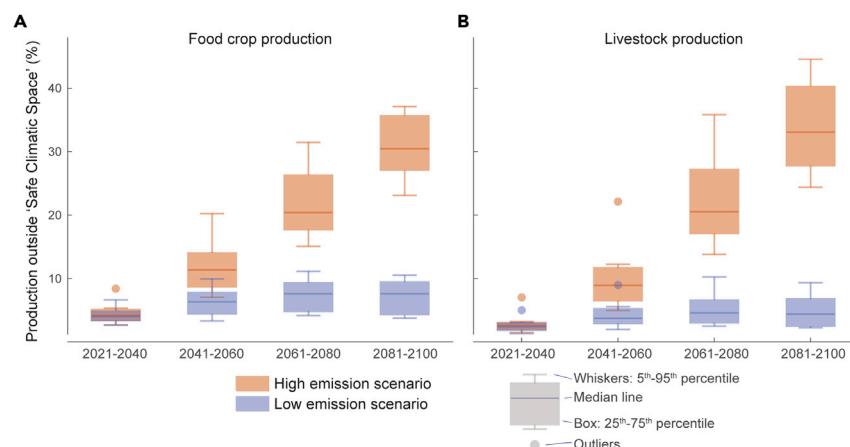 A
B
Food crop production
Livestock production
Production outside ‘Safe Climatic Space’ (%)
40
30
20
10
2021-2040 2041-2060 2061-2080 2081-2100
2021-2040 2041-2060 2061-2080 2081-2100
High emission scenario
Low emission scenario
Whiskers: 5th-95th percentile
Median line
Box: 25th-75th percentile
Outliers